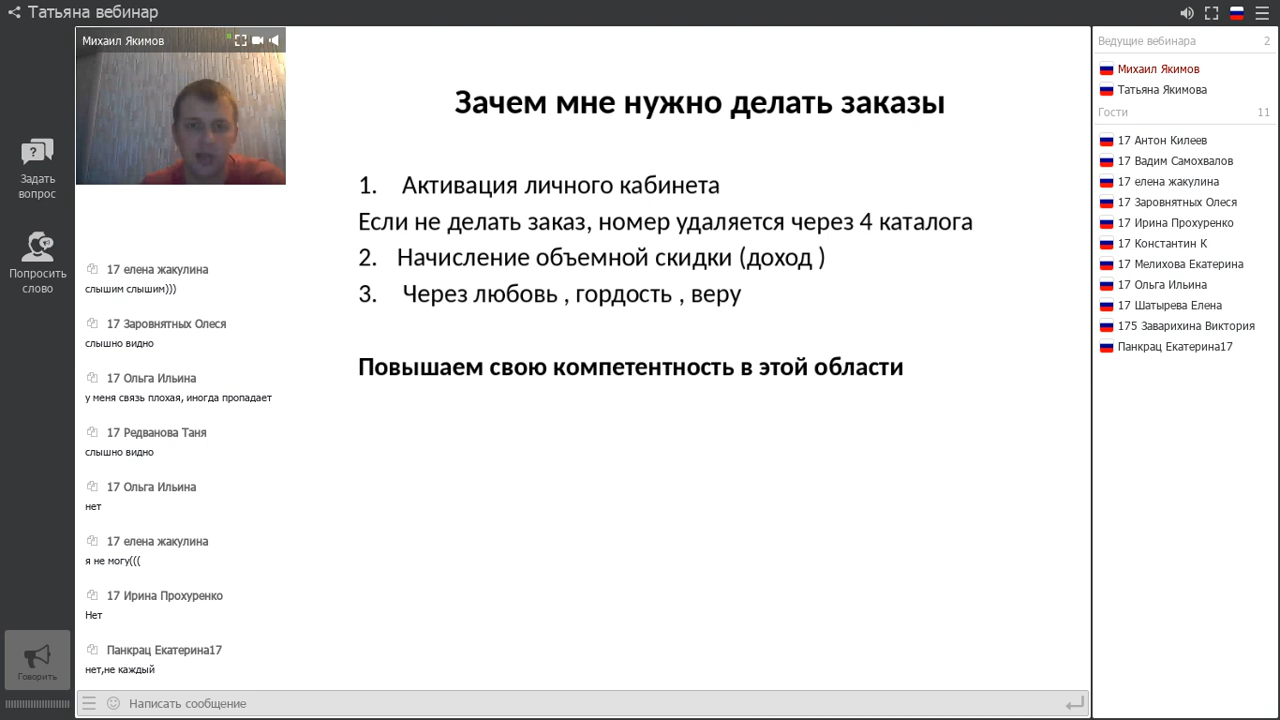 Татьяна вебинар
Михаил Якимов
Задать
вопрос
Попросить
слово
Говорить
17 елена жакулина
слышим слышим)))
17 Заровнятных Олеся
слышно видно
17 Ольга Ильина
у меня связь плохая, иногда пропадает
17 Редванова Таня
слышно видно
17 Ольга Ильина
нет
17 елена жакулина
я не могу(((
17 Ирина Прохуренко
Нет
Панкрац Екатерина17
нет,не каждый
Написать сообщение
Зачем мне нужно делать заказы
1. Активация личного кабинета
Если не делать заказ, номер удаляется через 4 каталога
2. Начисление объемной скидки (доход )
3. Через любовь , гордость , веру
Повышаем свою компетентность в этой области
Ведущие вебинара 2
Михаил Якимов
Татьяна Якимова
Гости 11
17 Антон Килеев
17 Вадим Самохвалов
17 елена жакулина
17 Заровнятных Олеся
17 Ирина Прохуренко
17 Константин К
17 Мелихова Екатерина
17 Ольга Ильина
17 Шатырева Елена
175 Заварихина Виктория
Панкрац Екатерина17